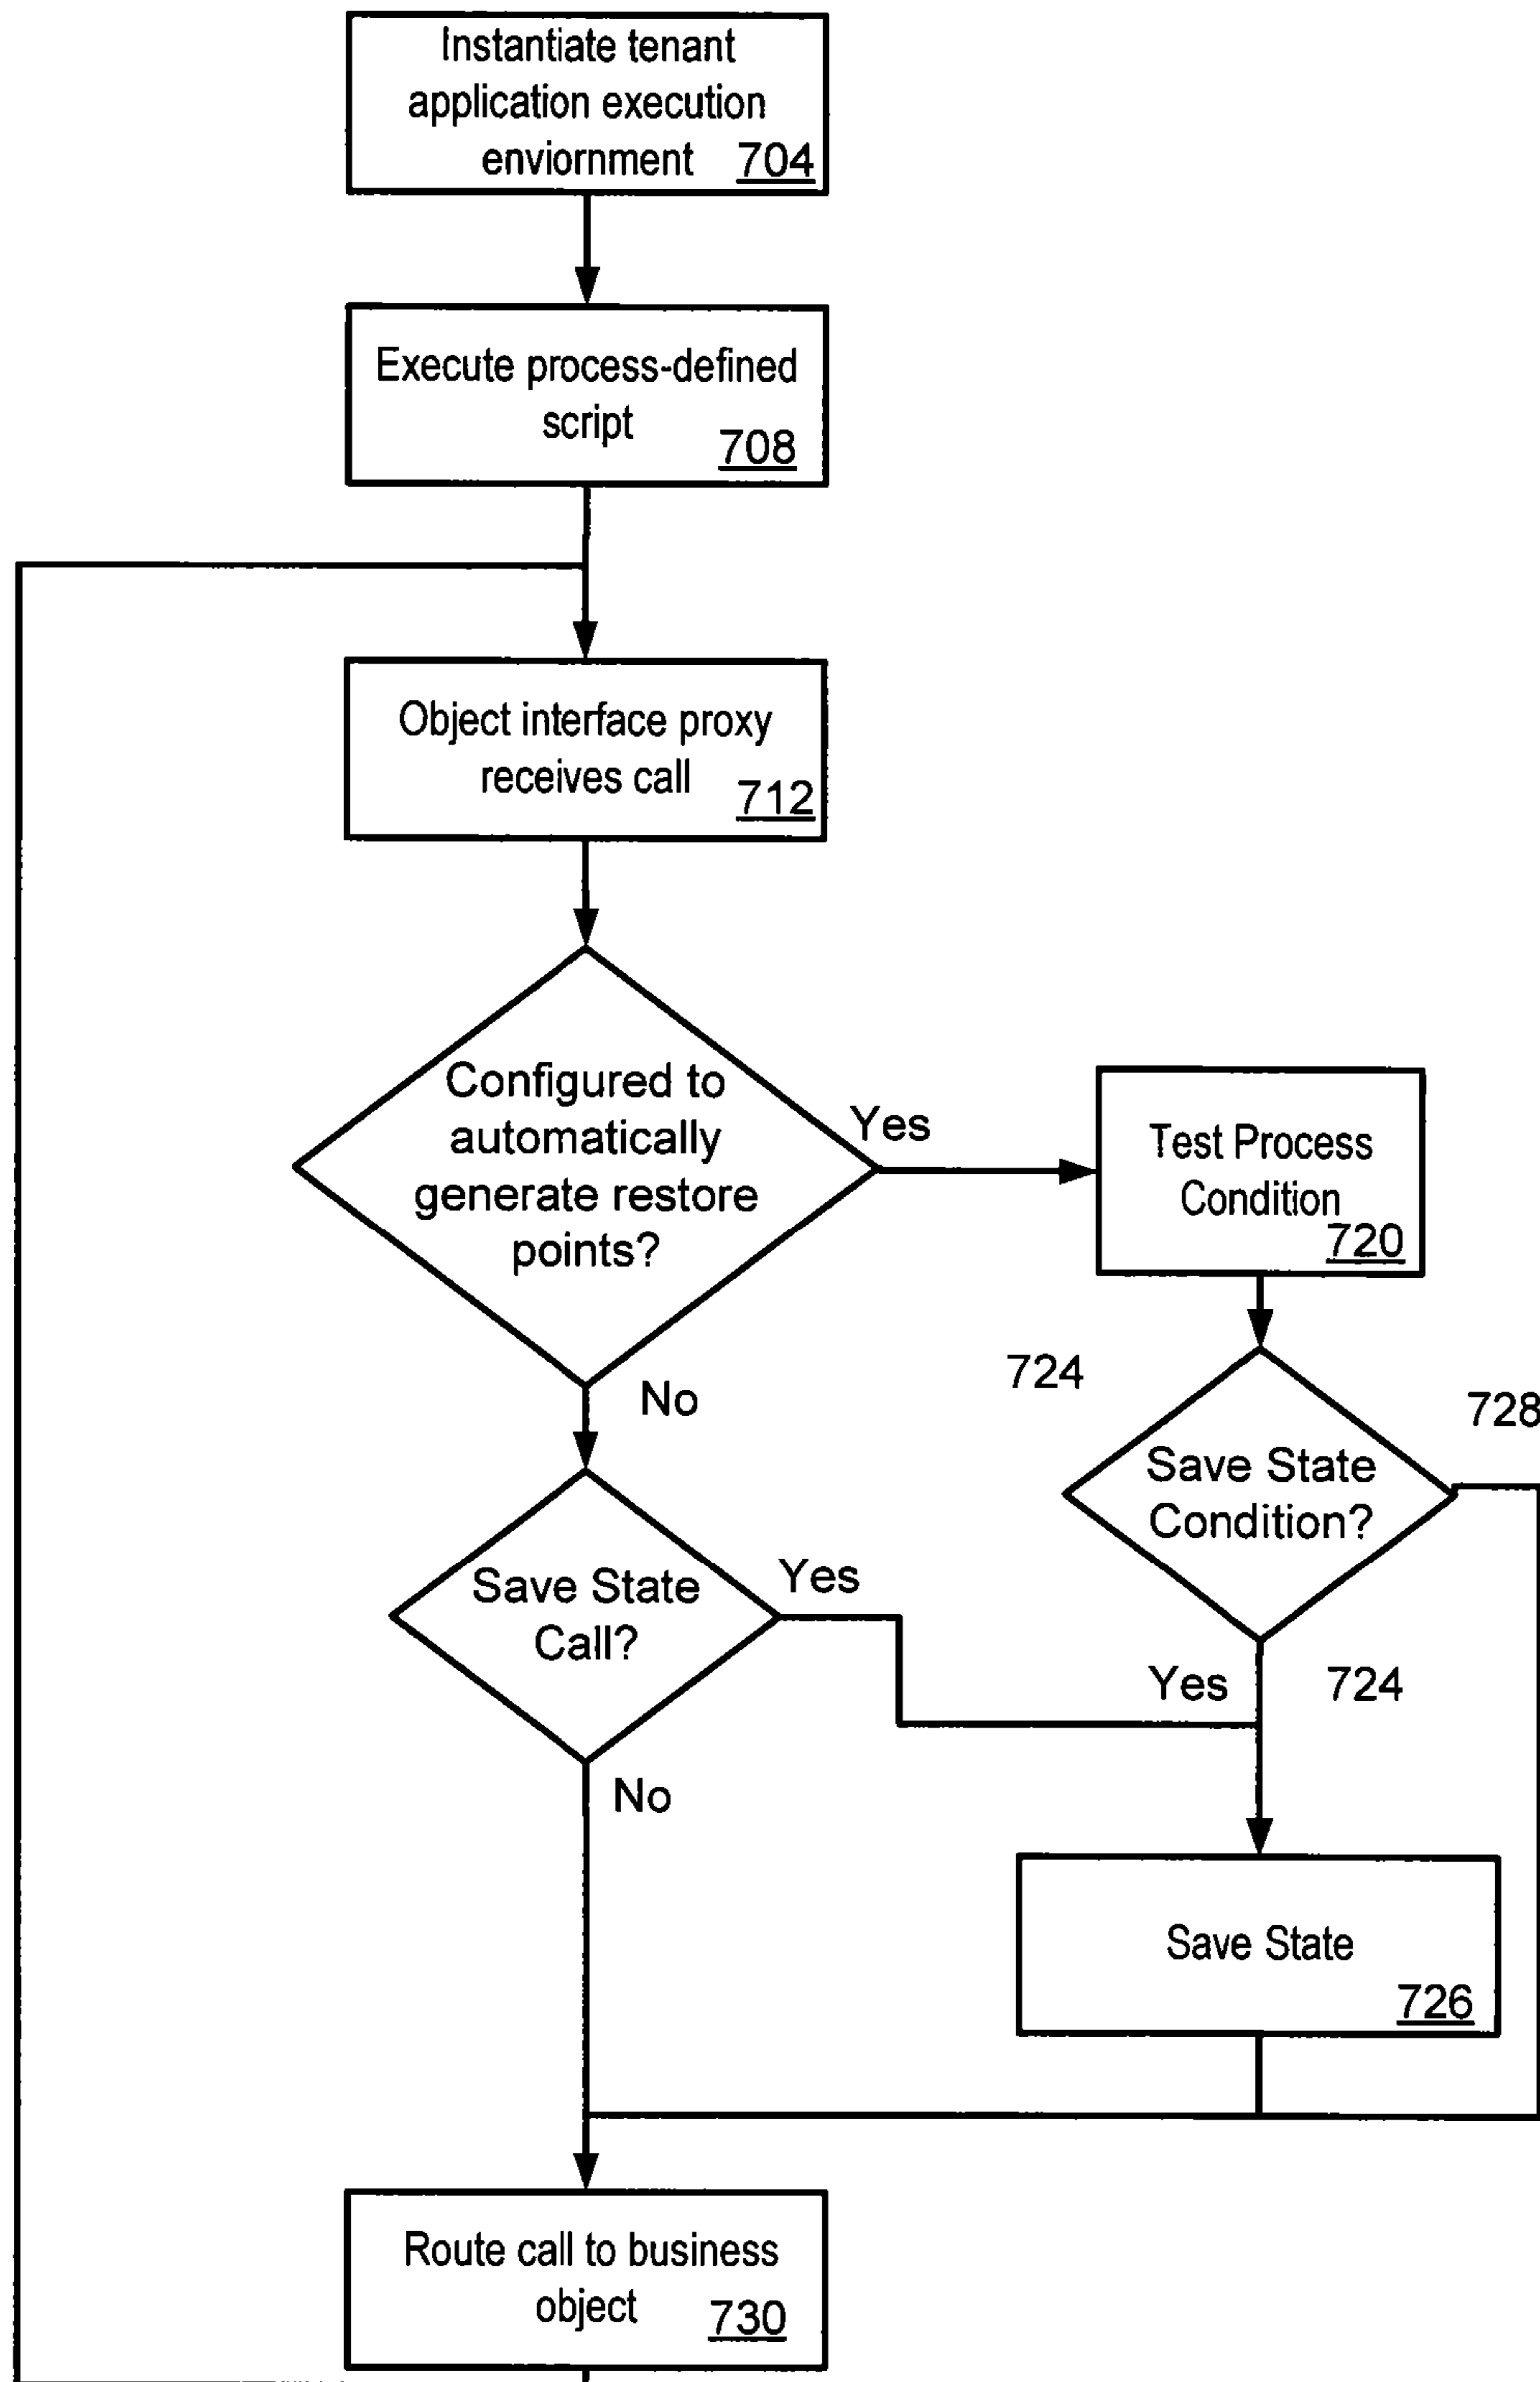 Instantiate tenant
application execution
enviornment 704
Execute process-defined
script
708
Object interface proxy
receives call 712
Configured to
automatically
generate restore
points?
Yes
Test Process
Condition
720
No
724
728
Save State
Condition?
Save State
Call?
Yes
Yes 724
No
Save State
726
Route call to business
object 730